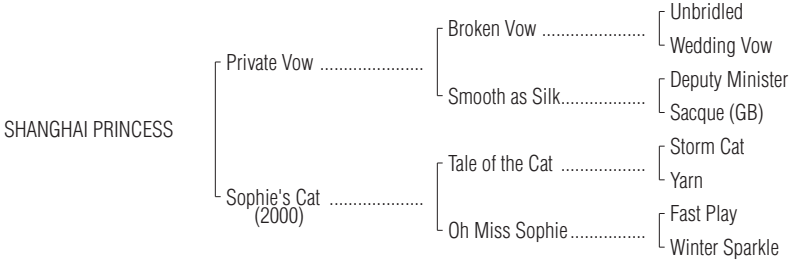 Unbridled
Broken Vow ......................
Wedding Vow
Private Vow ......................
Deputy Minister
Smooth as Silk..................
Sacque (GB)
SHANGHAI PRINCESS
Storm Cat
Tale of the Cat ..................
Yarn
Sophie's Cat ....................
(2000)
Fast Play
Oh Miss Sophie................
Winter Sparkle